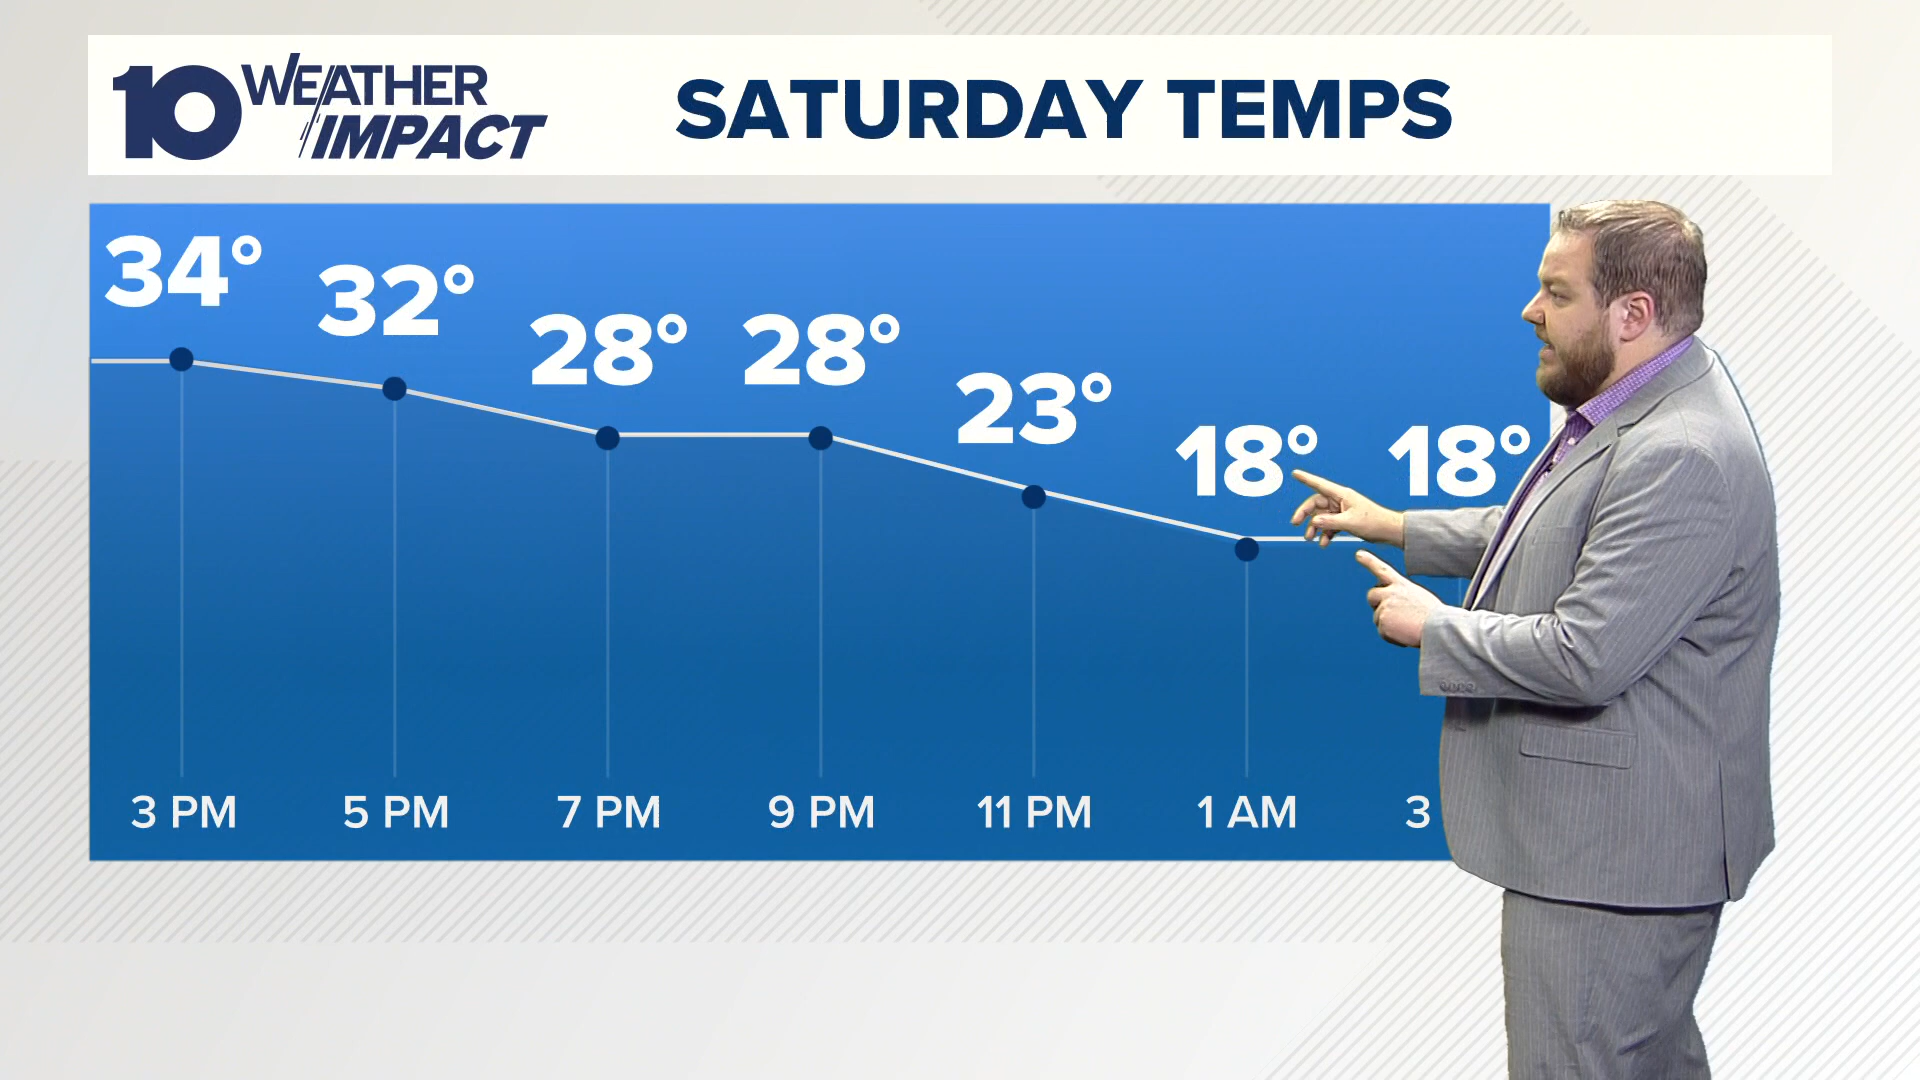 10 WEATHER
IMPACT
SATURDAY TEMPS
34° 32° 28° 28° 23° 18° 18°
3 PM 5 PM 7 PM 9 PM 11 PM 1 AM 3